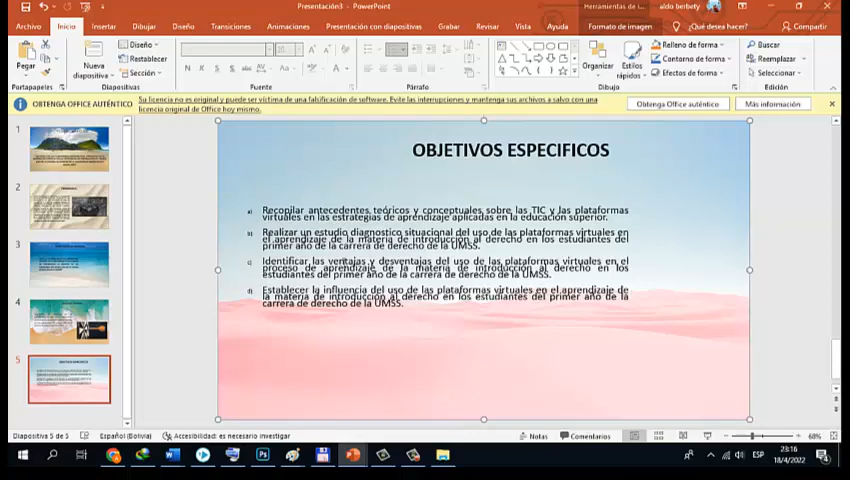 Presentación3 - PowerPoint
Herramientas de i...
aldo berbety
Archivo Inicio Insertar Dibujar Diseño Transiciones Animaciones Presentación con diapositivas Grabar Revisar Vista Ayuda Formato de imagen ¿Qué desea hacer? Compartir
Pegar
Nueva diapositiva
Diseño
Restablecer
Sección
N K S
Organizar
Estilos rápidos
Relleno de forma
Contorno de forma
Efectos de forma
Buscar
Reemplazar
Seleccionar
Portapapeles Diapositivas Fuente Párrafo Dibujo Edición
OBTENGA OFFICE AUTÉNTICO
Su licencia no es original y puede ser víctima de una falsificación de software. Evite las interrupciones y mantenga sus archivos a salvo con una
licencia original de Office hoy mismo.
Obtenga Office auténtico
Más información
1
2
3
4
5
OBJETIVOS ESPECIFICOS
a) Recopilar antecedentes teóricos y conceptuales sobre las TIC y las plataformas
virtuales en las estrategias de aprendizaje aplicadas en la educación superior.
b) Realizar un estudio diagnostico situacional del uso de las plataformas virtuales en
el aprendizaje de la materia de introducción al derecho en los estudiantes del
primer año de la carrera de derecho de la UMSS.
c) Identificar las ventajas y desventajas del uso de las plataformas virtuales en el
proceso de aprendizaje de la materia de introducción al derecho en los
estudiantes del primer año de la carrera de derecho de la UMSS.
d) Establecer la influencia del uso de las plataformas virtuales en el aprendizaje de
la materia de introducción al derecho en los estudiantes del primer año de la
carrera de derecho de la UMSS.
Diapositiva 5 de 5 Español (Bolivia) Accesibilidad: es necesario investigar Notas Comentarios 68%
ESP
23:16
18/4/2022